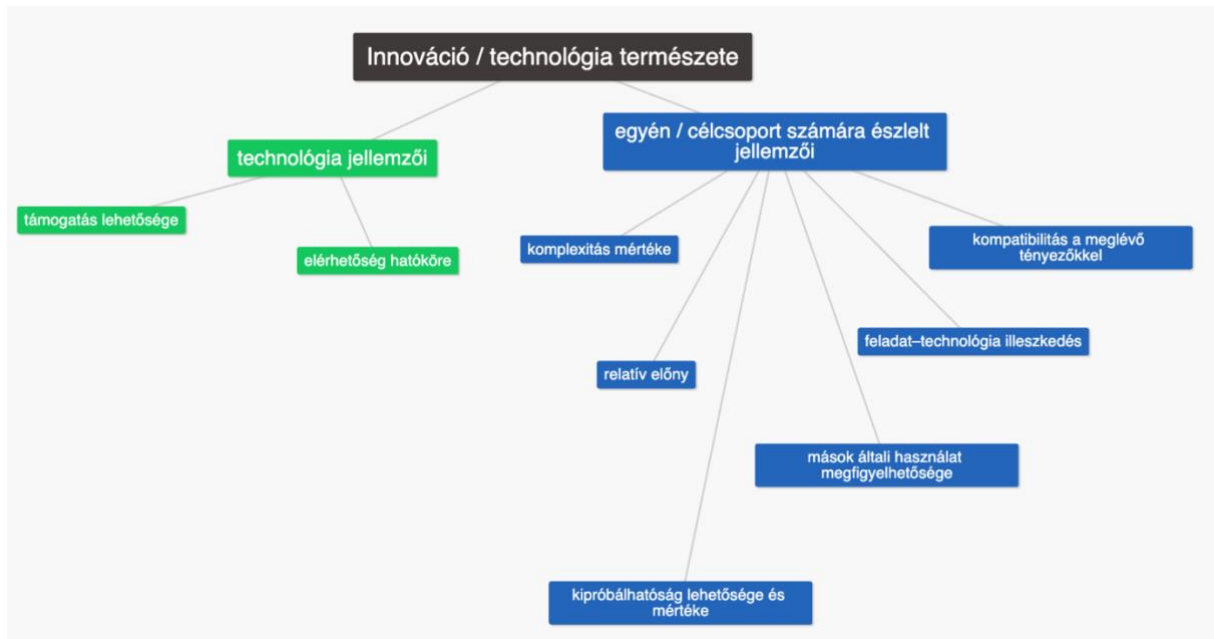 Innováció / technológia természete
egyén / célcsoport számára észlelt
jellemzői
technológia jellemzői
támogatás lehetősége
elérhetőség hatóköre
komplexitás mértéke
kompatibilitás a meglévő
tényezőkkel
feladat–technológia illeszkedés
relatív előny
mások általi használat
megfigyelhetősége
kipróbálhatóság lehetősége és
mértéke